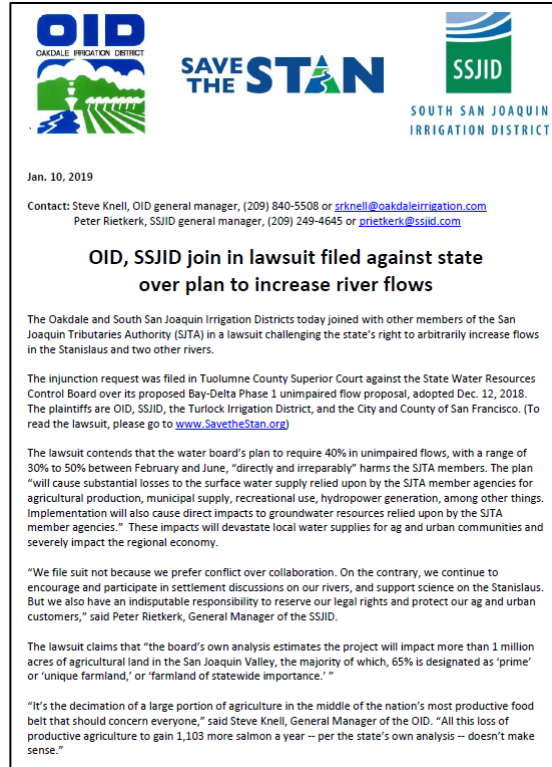 OID
OAKDALE IRRIGATION DISTRICT
SAVE
THE STAN
SSJID
SOUTH SAN JOAQUIN
IRRIGATION DISTRICT
Jan. 10, 2019
Contact: Steve Knell, OID general manager, (209) 840-5508 or srknell@oakdaleirrigation.com
Peter Rietkerk, SSJID general manager, (209) 249-4645 or prietkerk@ssjid.com
OID, SSJID join in lawsuit filed against state
over plan to increase river flows
The Oakdale and South San Joaquin Irrigation Districts today joined with other members of the San
Joaquin Tributaries Authority (SJTA) in a lawsuit challenging the state's right to arbitrarily increase flows
in the Stanislaus and two other rivers.
The injunction request was filed in Tuolumne County Superior Court against the State Water Resources
Control Board over its proposed Bay-Delta Phase 1 unimpaired flow proposal, adopted Dec. 12, 2018.
The plaintiffs are OID, SSJID, the Turlock Irrigation District, and the City and County of San Francisco. (To
read the lawsuit, please go to www.SavetheStan.org)
The lawsuit contends that the water board's plan to require 40% in unimpaired flows, with a range of
30% to 50% between February and June, "directly and irreparably" harms the SJTA members. The plan
"will cause substantial losses to the surface water supply relied upon by the SJTA member agencies for
agricultural production, municipal supply, recreational use, hydropower generation, among other things.
Implementation will also cause direct impacts to groundwater resources relied upon by the SJTA
member agencies." These impacts will devastate local water supplies for ag and urban communities and
severely impact the regional economy.
"We file suit not because we prefer conflict over collaboration. On the contrary, we continue to
encourage and participate in settlement discussions on our rivers, and support science on the Stanislaus.
But we also have an indisputable responsibility to reserve our legal rights and protect our ag and urban
customers," said Peter Rietkerk, General Manager of the SSJID.
The lawsuit claims that "the board's own analysis estimates the project will impact more than 1 million
acres of agricultural land in the San Joaquin Valley, the majority of which, 65% is designated as 'prime'
or 'unique farmland,' or 'farmland of statewide importance.' "
"It's the decimation of a large portion of agriculture in the middle of the nation's most productive food
belt that should concern everyone," said Steve Knell, General Manager of the OID. "All this loss of
productive agriculture to gain 1,103 more salmon a year -- per the state's own analysis -- doesn't make
sense."